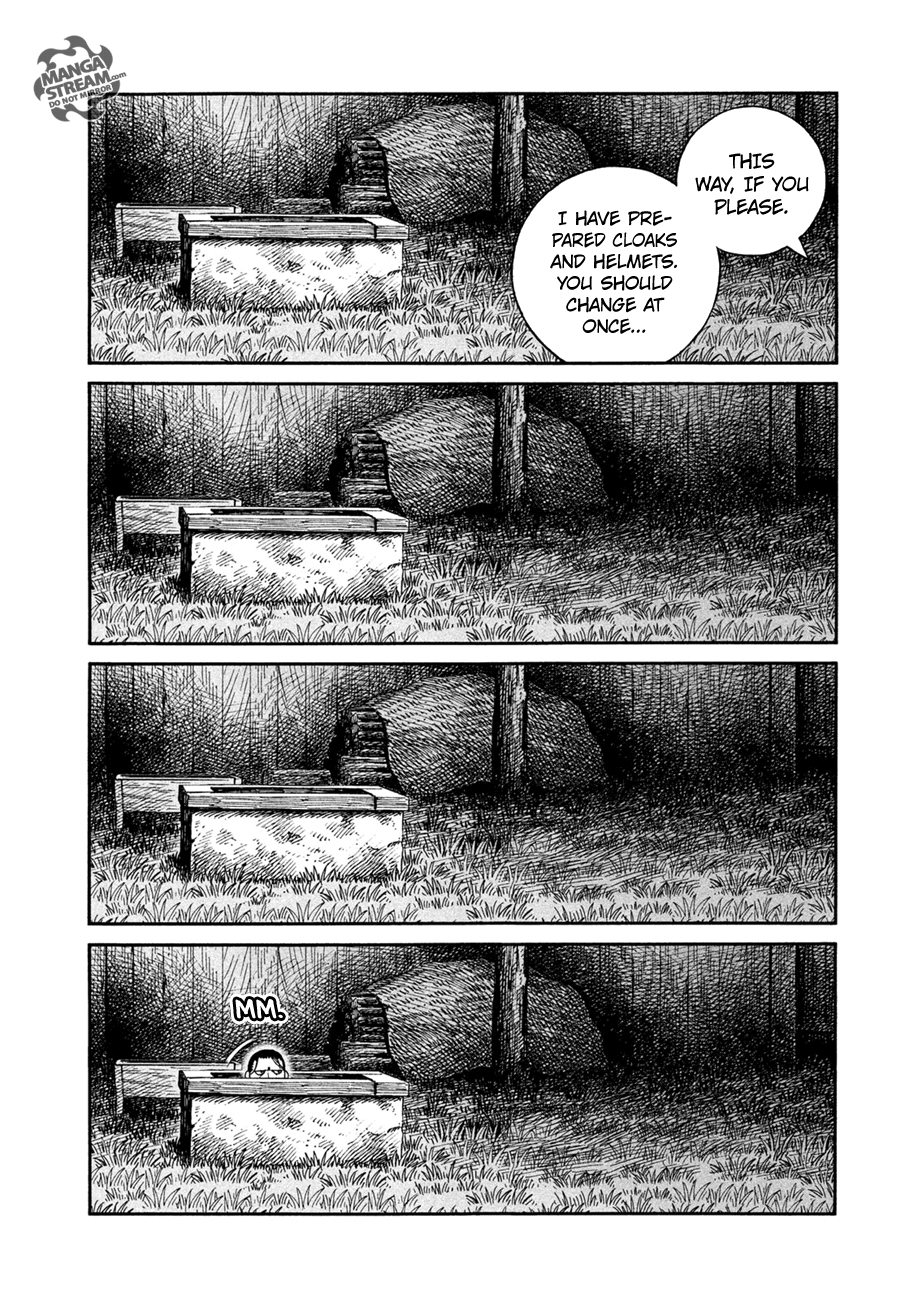 MANGA
STREAM.com
DO NOT MIRROR
THIS
WAY, IF YOU
PLEASE.
I HAVE PRE-
PARED CLOAKS
AND HELMETS.
YOU SHOULD
CHANGE AT
ONCE...
MM.